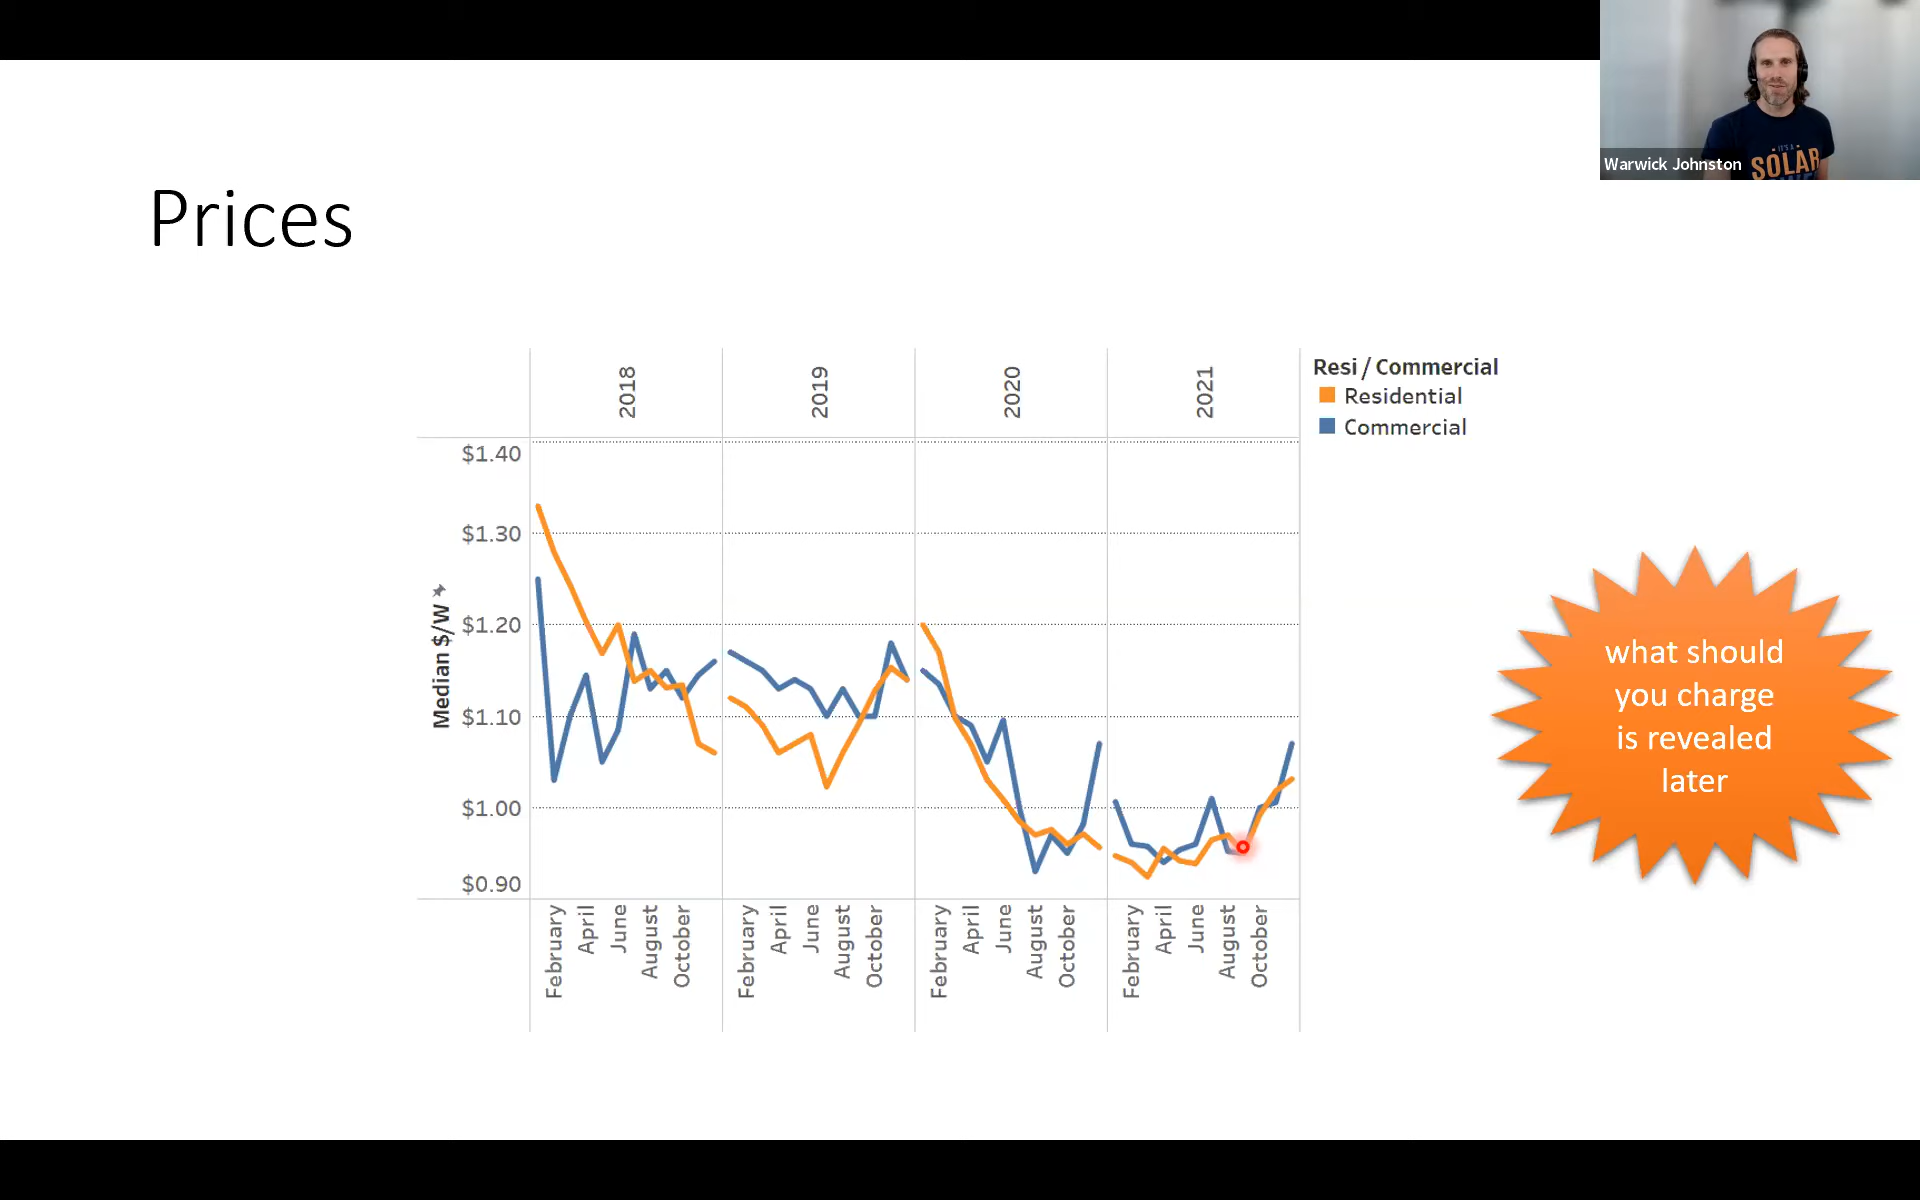 Warwick Johnston
IT'S A
SOLAR
Prices
2018
2019
2020
2021
Resi / Commercial
Residential
Commercial
$1.40
$1.30
$1.20
$1.10
$1.00
$0.90
Median $/W
February
April
June
August
October
February
April
June
August
October
February
April
June
August
October
February
April
June
August
October
what should
you charge
is revealed
later